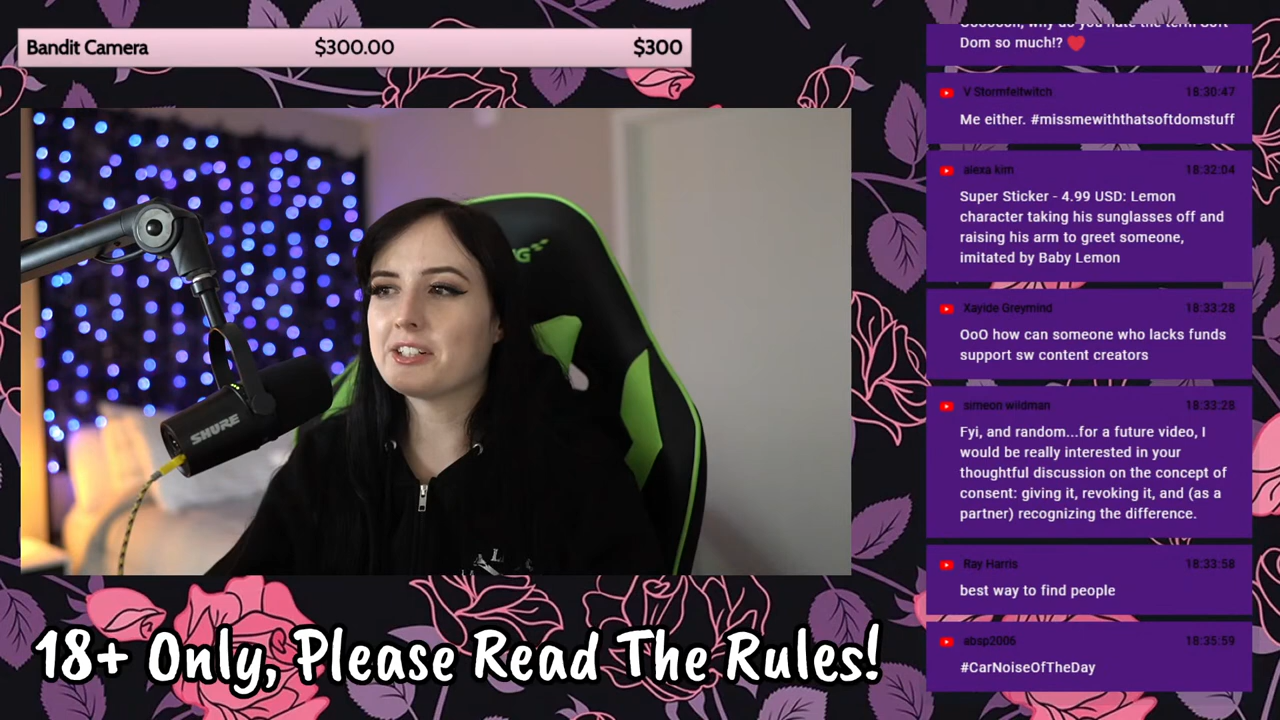 Bandit Camera $300.00 $300
Dom so much!? ❤️
V Stormfeltwitch 18:30:47
Me either. #missmewiththatsoftdomstuff
alexa kim 18:32:04
Super Sticker - 4.99 USD: Lemon
character taking his sunglasses off and
raising his arm to greet someone,
imitated by Baby Lemon
Xayide Greymind 18:33:28
OoO how can someone who lacks funds
support sw content creators
simeon wildman 18:33:28
Fyi, and random...for a future video, I
would be really interested in your
thoughtful discussion on the concept of
consent: giving it, revoking it, and (as a
partner) recognizing the difference.
Ray Harris 18:33:58
best way to find people
absp2006 18:35:59
#CarNoiseOfTheDay
SHURE
18+ Only, Please Read The Rules!